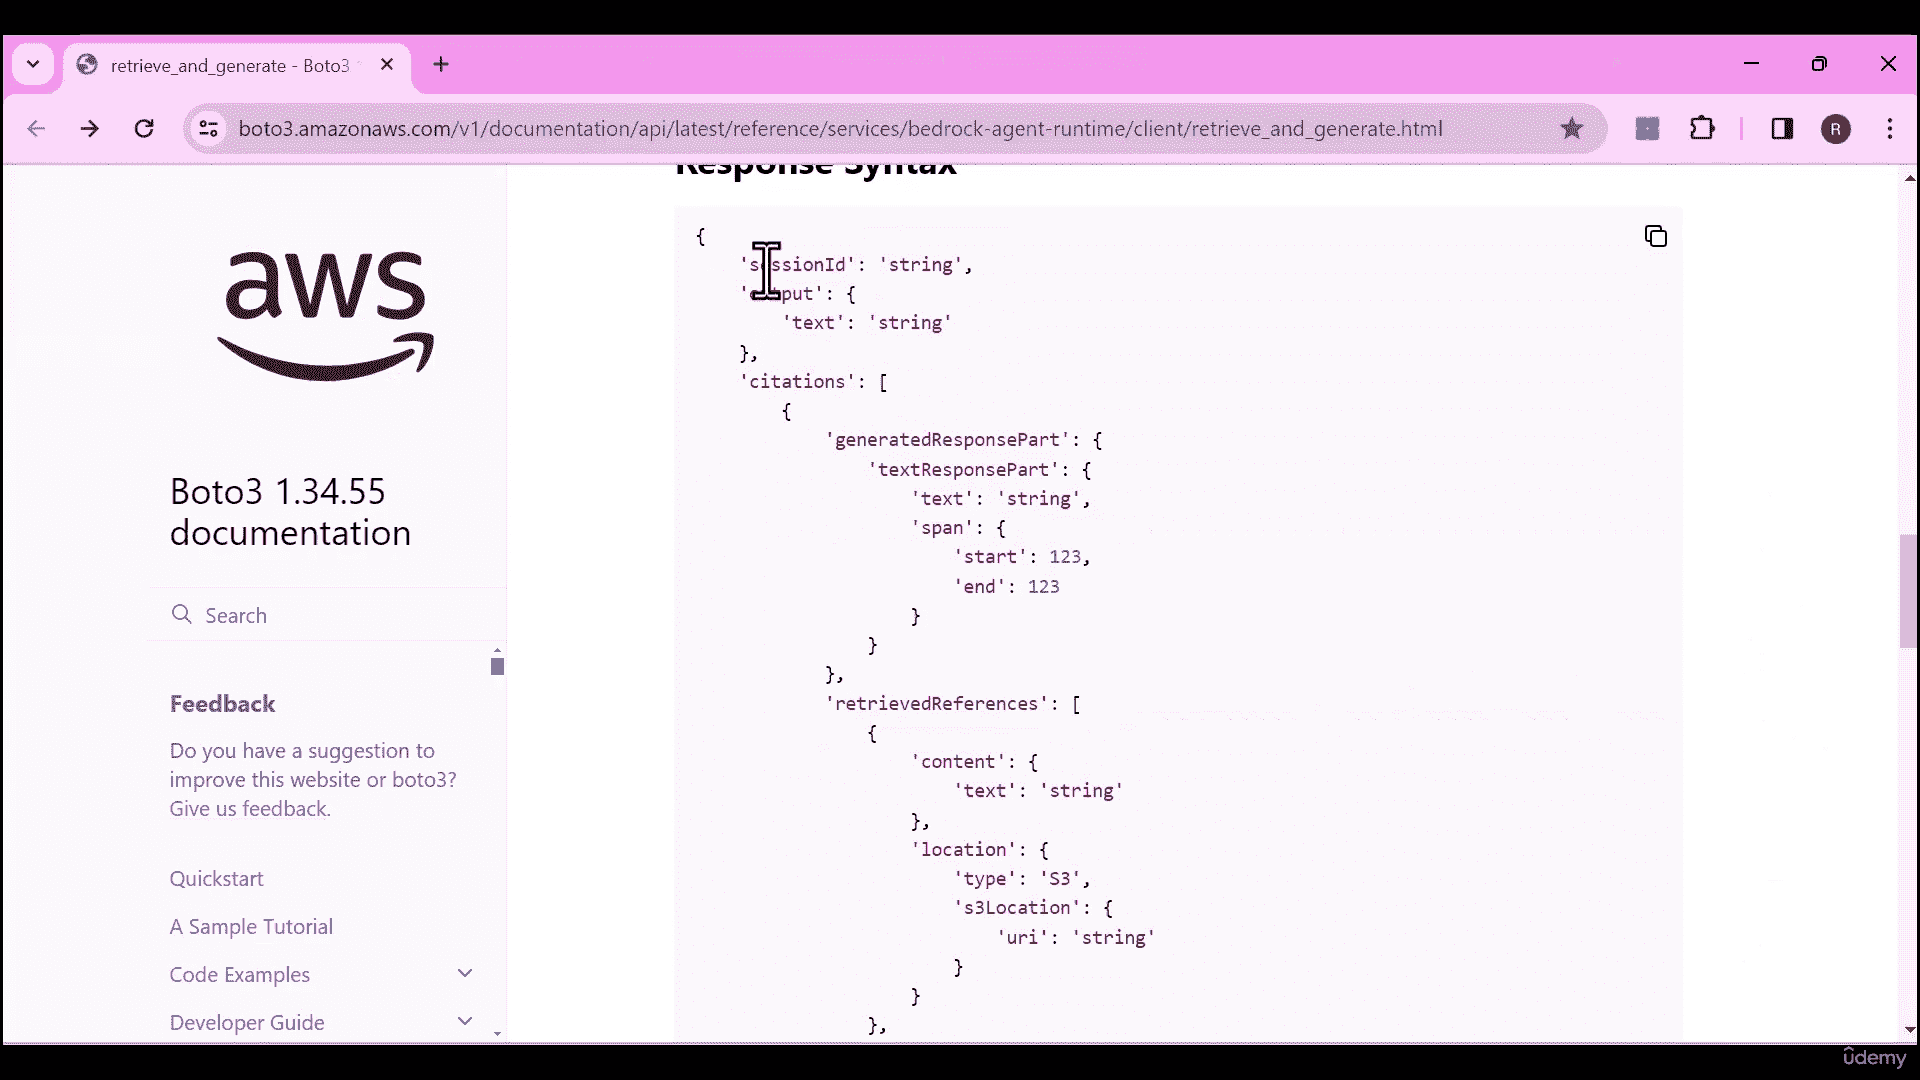 retrieve_and_generate - Boto3
boto3.amazonaws.com/v1/documentation/api/latest/reference/services/bedrock-agent-runtime/client/retrieve_and_generate.html
R
aws
Boto3 1.34.55
documentation
Search
Feedback
Do you have a suggestion to
improve this website or boto3?
Give us feedback.
Quickstart
A Sample Tutorial
Code Examples
Developer Guide
Response Syntax
{
'sessionId': 'string',
'output': {
'text': 'string'
},
'citations': [
{
'generatedResponsePart': {
'textResponsePart': {
'text': 'string',
'span': {
'start': 123,
'end': 123
}
}
},
'retrievedReferences': [
{
'content': {
'text': 'string'
},
'location': {
'type': 'S3',
's3Location': {
'uri': 'string'
}
}
},
ûdemy